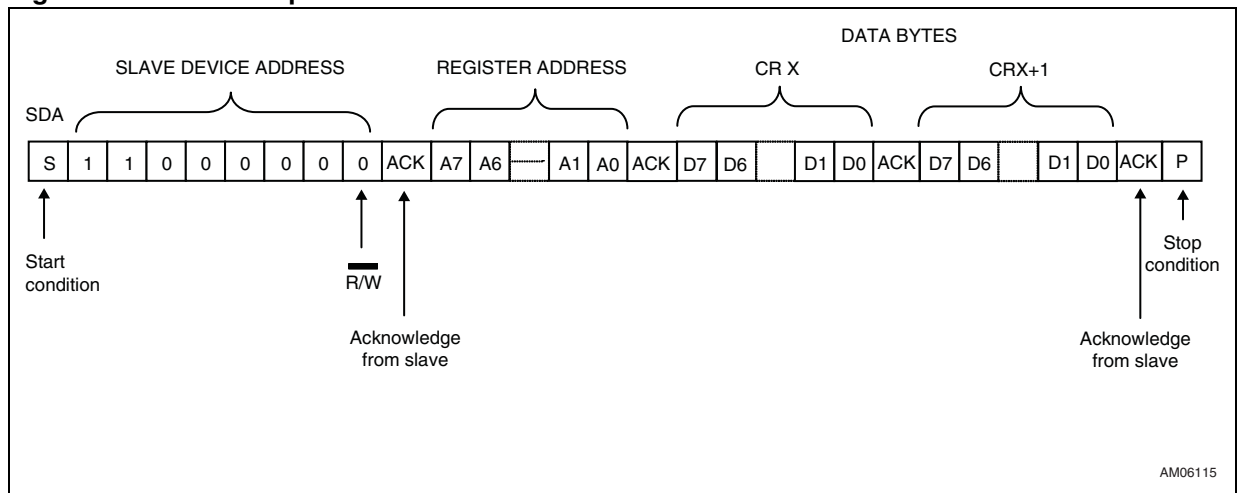 DATA BYTES
SLAVE DEVICE ADDRESS REGISTER ADDRESS CR X CRX+1
SDA
S 1 1 0 0 0 0 0 0 ACK A7 A6 A1 A0 ACK D7 D6 D1 D0 ACK D7 D6 D1 D0 ACK P
Start
condition
R/W
Acknowledge
from slave
Acknowledge
from slave
Stop
condition
AM06115